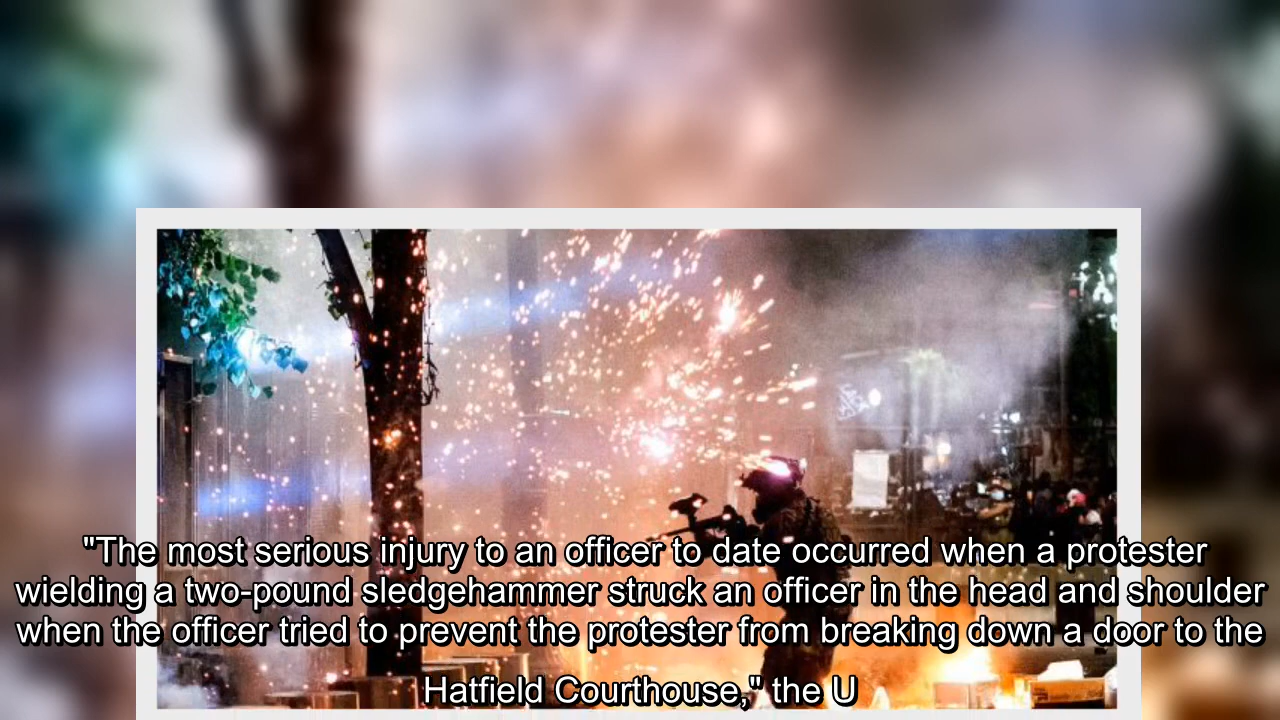 "The most serious injury to an officer to date occurred when a protester
wielding a two-pound sledgehammer struck an officer in the head and shoulder
when the officer tried to prevent the protester from breaking down a door to the
Hatfield Courthouse," the U